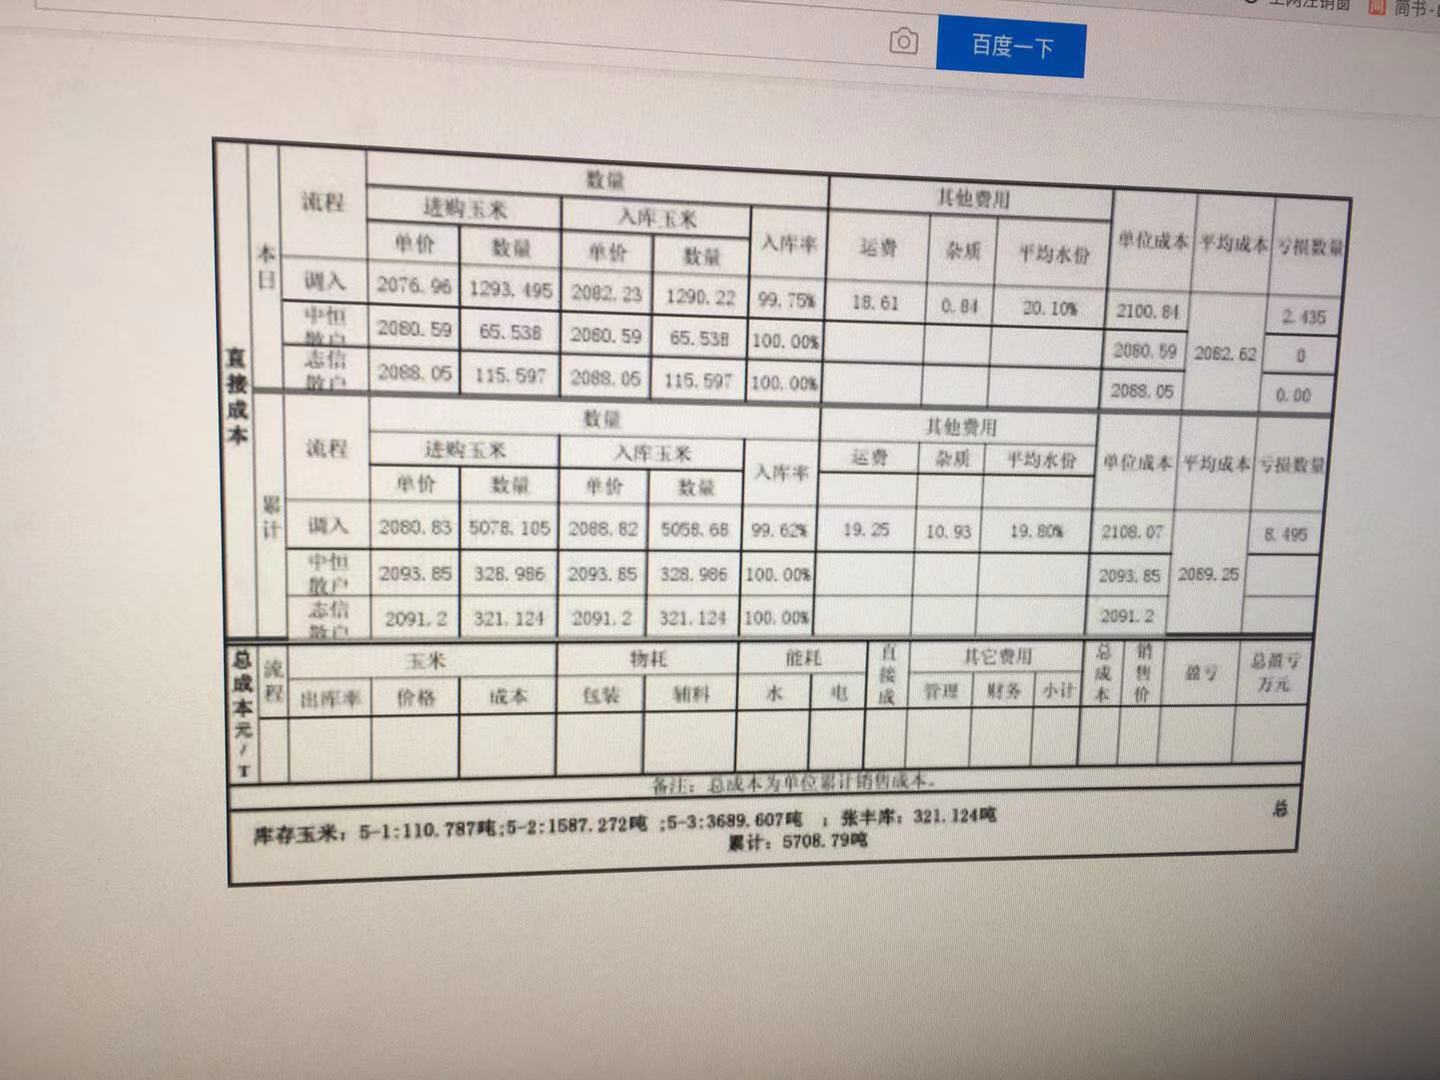 简书
百度一下
直接成本
本日
流程
数量
其他费用
单位成本 平均成本 亏损数量
进购玉米 入库玉米 入库率 运费 杂质 平均水份
单价 数量 单价 数量
调入 2076.96 1293.495 2082.23 1290.22 99.75% 18.61 0.84 20.10% 2100.84 2082.62 2.435
中恒散户 2080.59 65.538 2080.59 65.538 100.00% 2080.59 0
志信散户 2088.05 115.597 2088.05 115.597 100.00% 2088.05 0.00
累计
流程
数量
其他费用
单位成本 平均成本 亏损数量
进购玉米 入库玉米 入库率 运费 杂质 平均水份
单价 数量 单价 数量
调入 2080.83 5078.105 2088.82 5058.68 99.62% 19.25 10.93 19.80% 2108.07 2089.25 8.495
中恒散户 2093.85 328.986 2093.85 328.986 100.00% 2093.85
志信散户 2091.2 321.124 2091.2 321.124 100.00% 2091.2
总成本元/T
流程 玉米 物耗 能耗 直接成 其它费用 总成本 销售价 盈亏 总盈亏万元
出库率 价格 成本 包装 辅料 水 电 管理 财务 小计
备注：总成本为单位累计销售成本。
库存玉米：5-1:110.787吨;5-2:1587.272吨 ;5-3:3689.607吨 ；张丰库：321.124吨 总
累计：5708.79吨